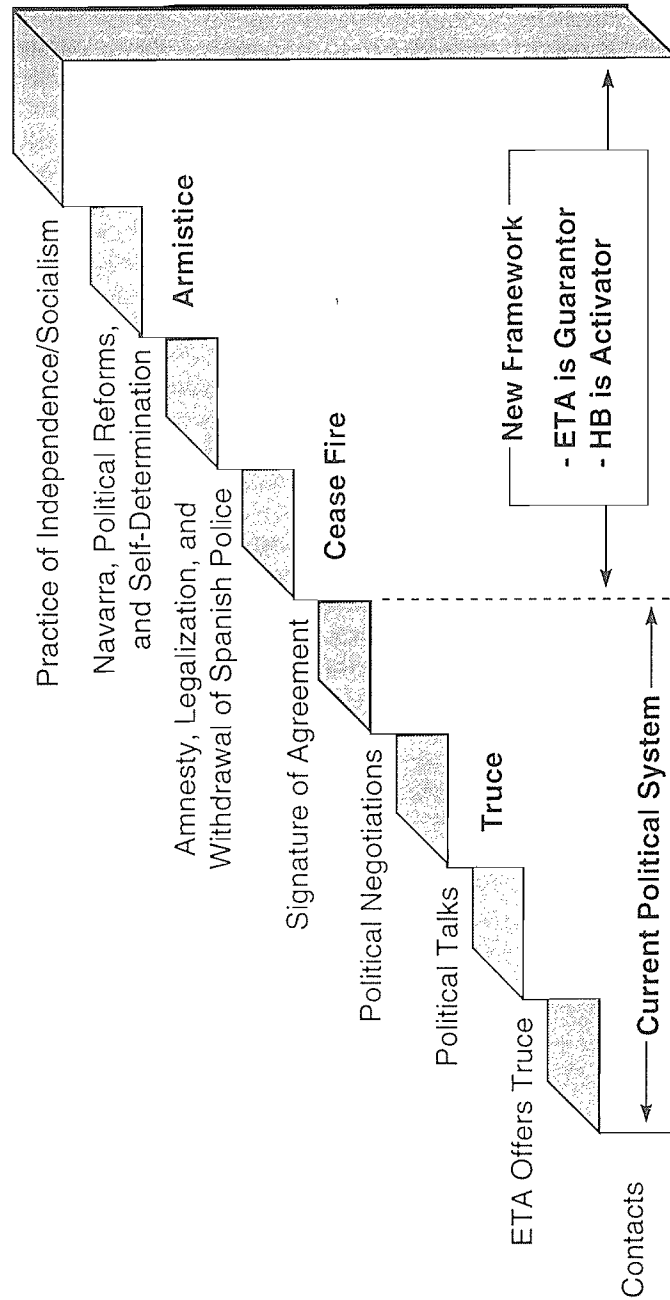 Practice of Independence/Socialism
Navarra, Political Reforms,
and Self-Determination
Armistice
Amnesty, Legalization, and
Withdrawal of Spanish Police
Cease Fire
Signature of Agreement
Political Negotiations
Truce
Political Talks
ETA Offers Truce
Contacts
Current Political System
New Framework
- ETA is Guarantor
- HB is Activator